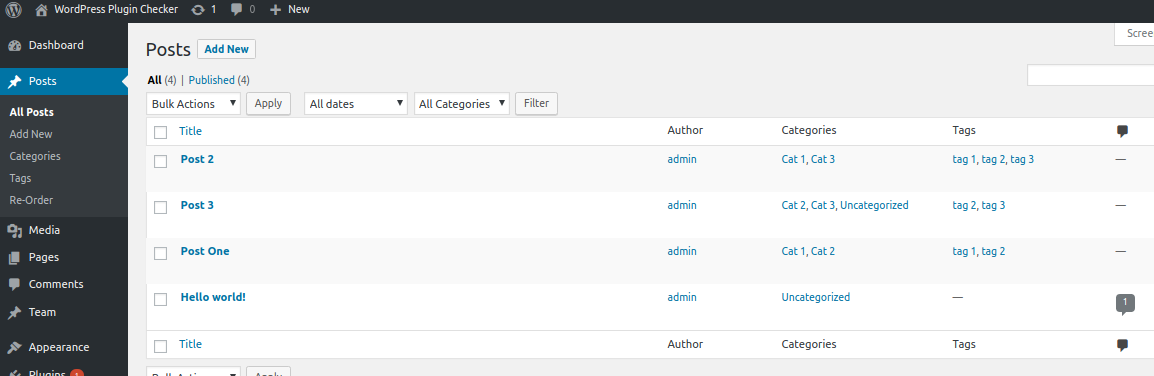 WordPress Plugin Checker 1 0 New
Scree
Dashboard
Posts
All Posts
Add New
Categories
Tags
Re-Order
Media
Pages
Comments
Team
Appearance
Plugins 1
Posts Add New
All (4) | Published (4)
Bulk Actions Apply All dates All Categories Filter
Title Author Categories Tags
Post 2 admin Cat 1, Cat 3 tag 1, tag 2, tag 3 —
Post 3 admin Cat 2, Cat 3, Uncategorized tag 2, tag 3 —
Post One admin Cat 1, Cat 2 tag 1, tag 2 —
Hello world! admin Uncategorized — 1
Title Author Categories Tags
Bulk Actions Apply